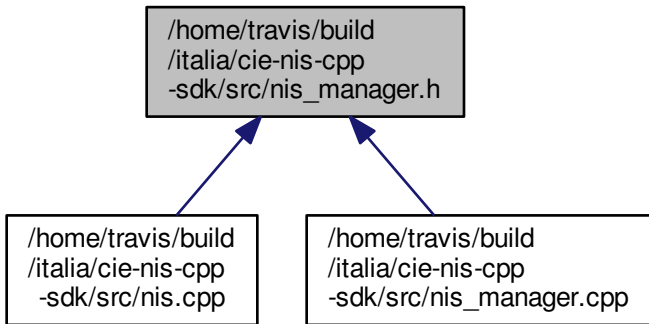 /home/travis/build
/italia/cie-nis-cpp
-sdk/src/nis_manager.h
/home/travis/build
/italia/cie-nis-cpp
-sdk/src/nis.cpp
/home/travis/build
/italia/cie-nis-cpp
-sdk/src/nis_manager.cpp